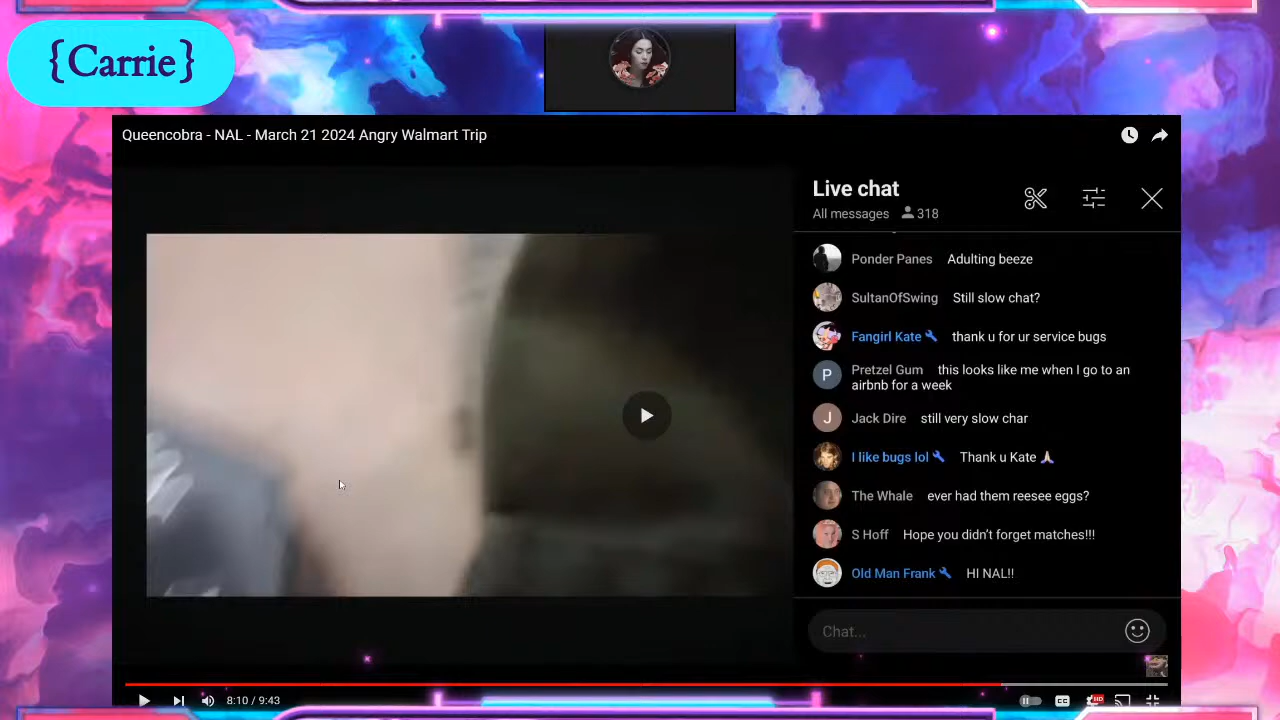 {Carrie}
Queencobra - NAL - March 21 2024 Angry Walmart Trip
Live chat
All messages 318
Ponder Panes Adulting beeze
SultanOfSwing Still slow chat?
Fangirl Kate thank u for ur service bugs
P Pretzel Gum this looks like me when I go to an
airbnb for a week
J Jack Dire still very slow char
I like bugs lol Thank u Kate 🙏
The Whale ever had them reesee eggs?
S Hoff Hope you didn’t forget matches!!!
Old Man Frank HI NAL!!
Chat...
8:10 / 9:43
CC HD